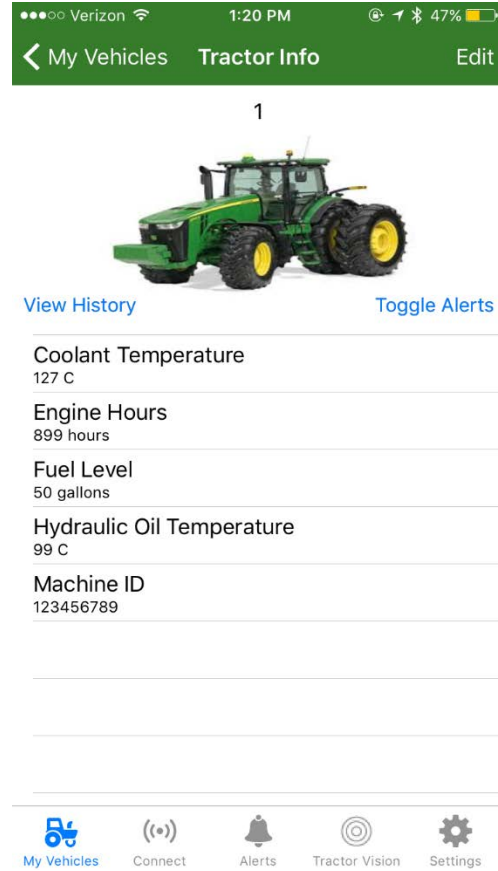 Verizon 1:20 PM 47%
My Vehicles Tractor Info Edit
1
View History Toggle Alerts
Coolant Temperature
127 C
Engine Hours
899 hours
Fuel Level
50 gallons
Hydraulic Oil Temperature
99 C
Machine ID
123456789
My Vehicles Connect Alerts Tractor Vision Settings